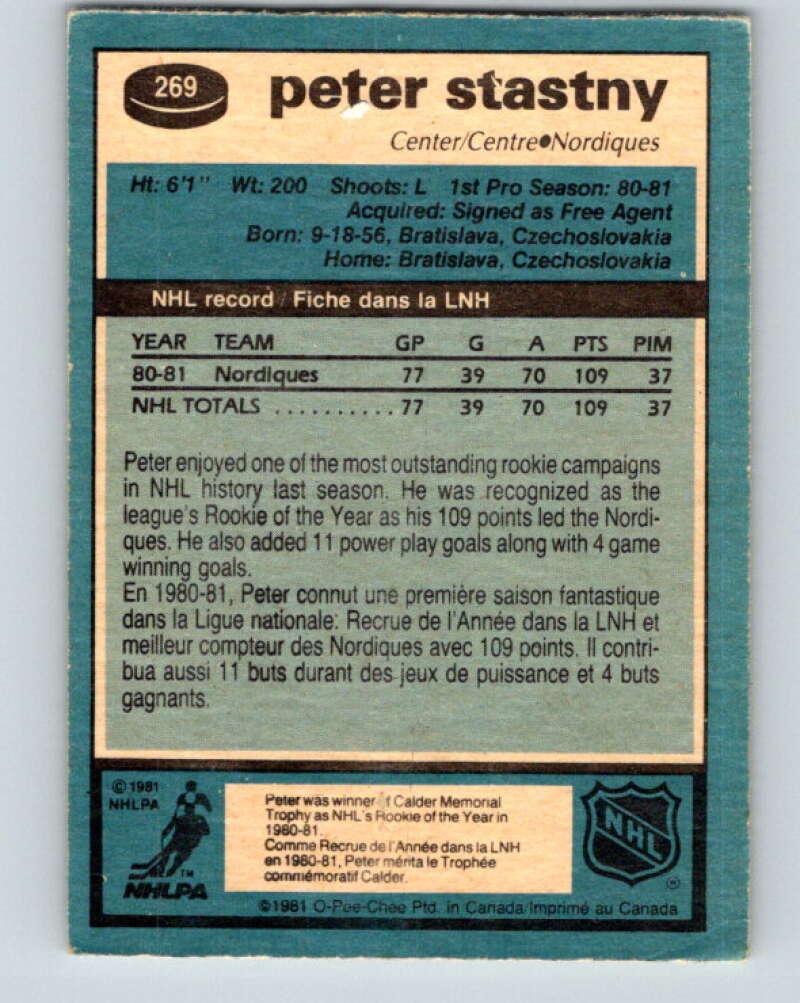 269
peter stastny
Center/Centre●Nordiques
Ht: 6'1" Wt: 200 Shoots: L 1st Pro Season: 80-81
Acquired: Signed as Free Agent
Born: 9-18-56, Bratislava, Czechoslovakia
Home: Bratislava, Czechoslovakia
NHL record / Fiche dans la LNH
YEAR TEAM GP G A PTS PIM
80-81 Nordiques 77 39 70 109 37
NHL TOTALS .......... 77 39 70 109 37
Peter enjoyed one of the most outstanding rookie campaigns
in NHL history last season. He was recognized as the
league's Rookie of the Year as his 109 points led the Nordi-
ques. He also added 11 power play goals along with 4 game
winning goals.
En 1980-81, Peter connut une première saison fantastique
dans la Ligue nationale: Recrue de l'Année dans la LNH et
meilleur compteur des Nordiques avec 109 points. Il contri-
bua aussi 11 buts durant des jeux de puissance et 4 buts
gagnants.
© 1981
NHLPA
TM
NHLPA
Peter was winner of Calder Memorial
Trophy as NHL's Rookie of the Year in
1980-81.
Comme Recrue de l'Année dans la LNH
en 1980-81, Peter mérita le Trophée
commémoratif Calder.
NHL
®
©1981 O-Pee-Chee Ptd. in Canada/Imprimé au Canada